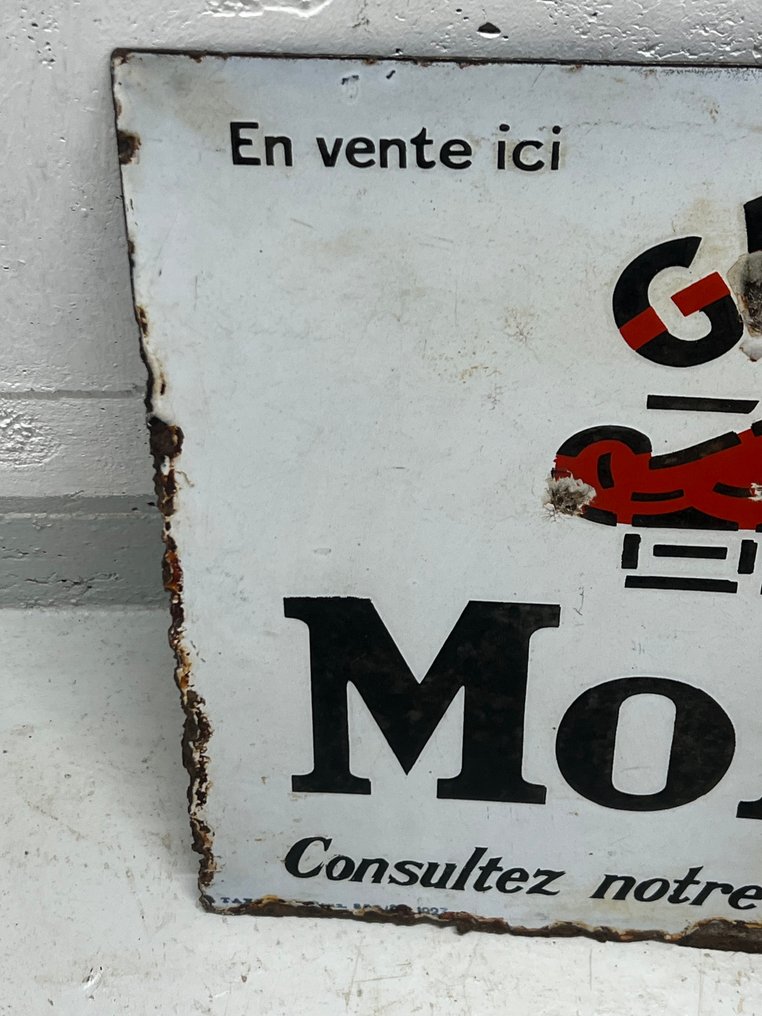 En vente ici
G
Mo
Consultez notre